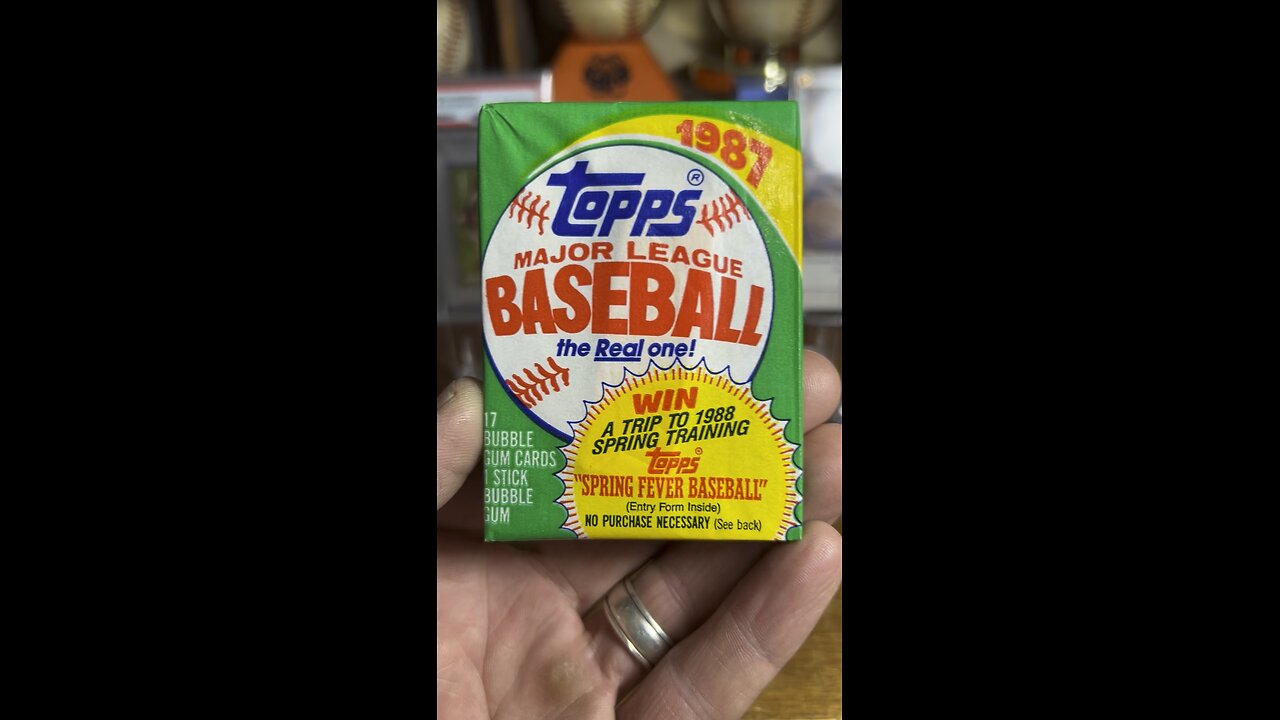 1987
Topps®
MAJOR LEAGUE
BASEBALL
the Real one!
WIN
A TRIP TO 1988
SPRING TRAINING
Topps®
"SPRING FEVER BASEBALL"
(Entry Form Inside)
NO PURCHASE NECESSARY (See back)
17
BUBBLE
GUM CARDS
1 STICK
BUBBLE
GUM